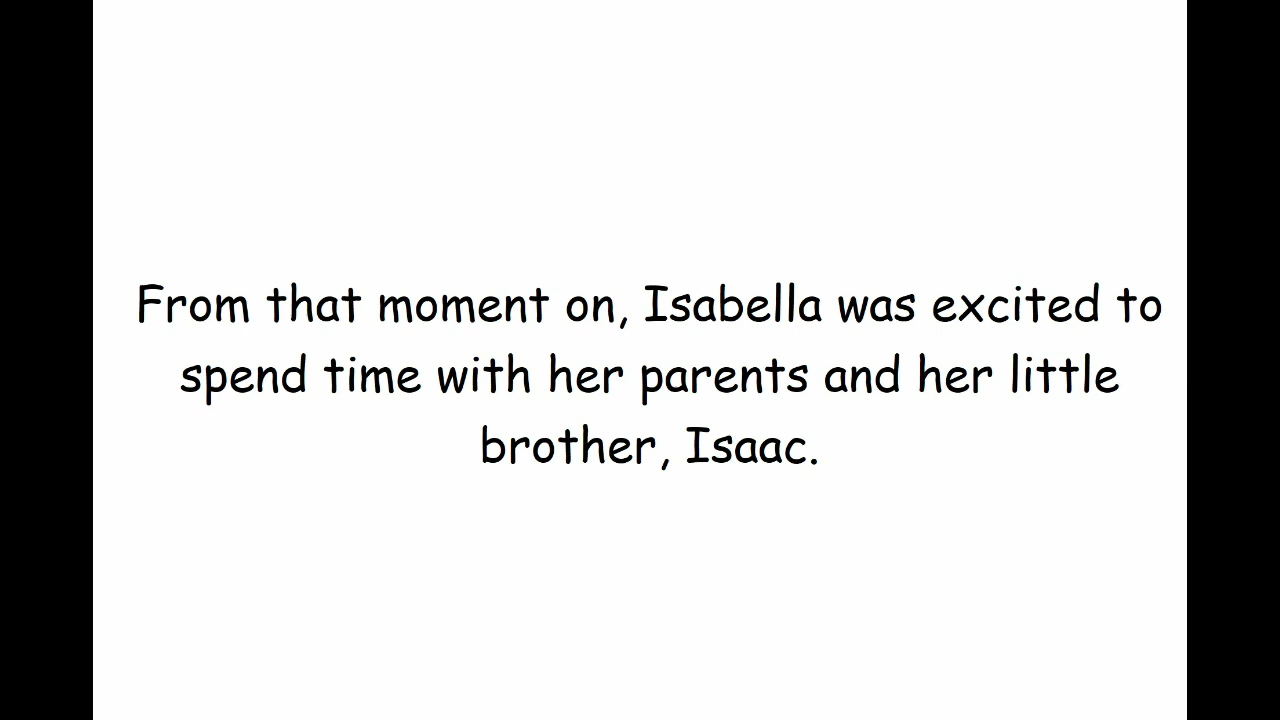 From that moment on, Isabella was excited to
spend time with her parents and her little
brother, Isaac.